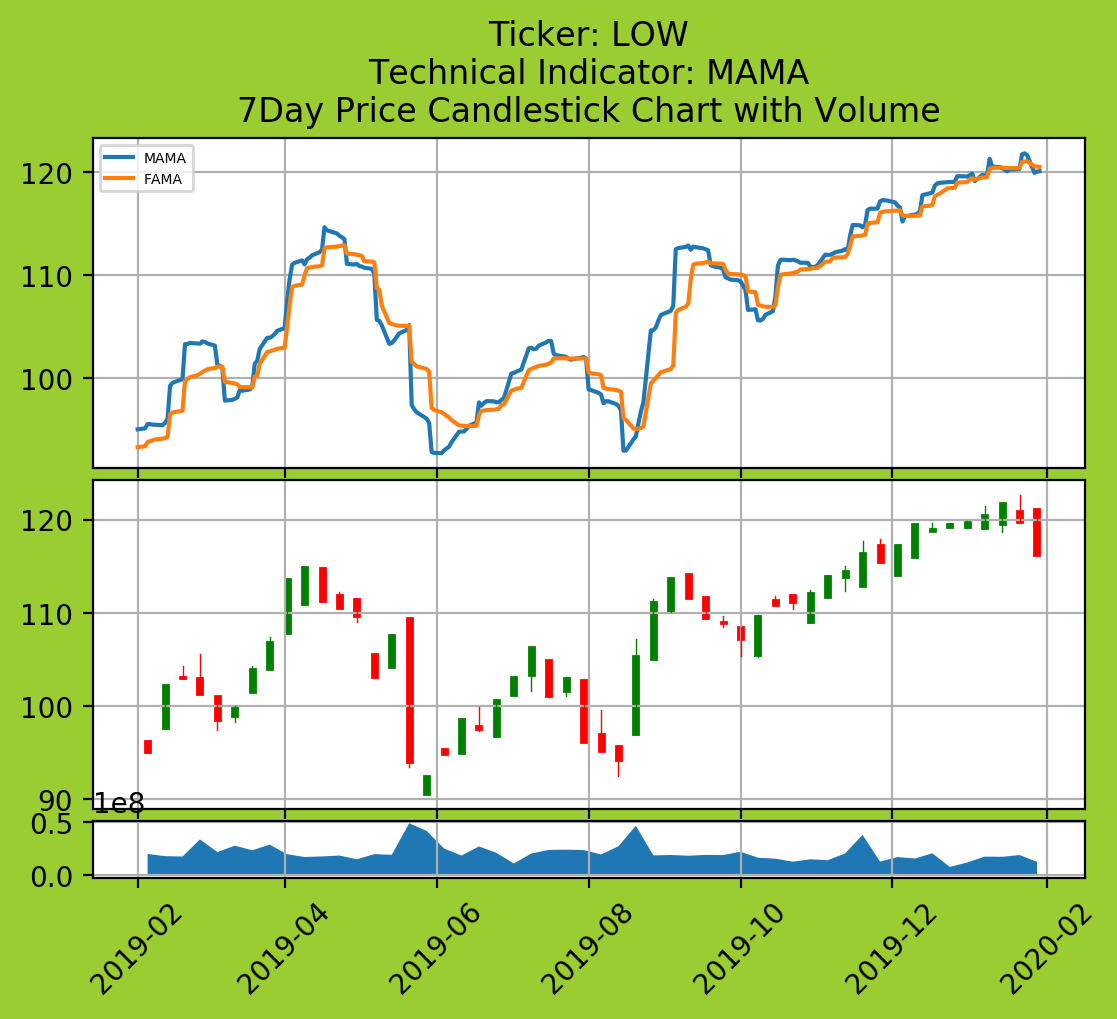 Ticker: LOW
Technical Indicator: MAMA
7Day Price Candlestick Chart with Volume
MAMA
FAMA
120
110
100
120
110
100
90
1e8
0.5
0.0
2019-02
2019-04
2019-06
2019-08
2019-10
2019-12
2020-02